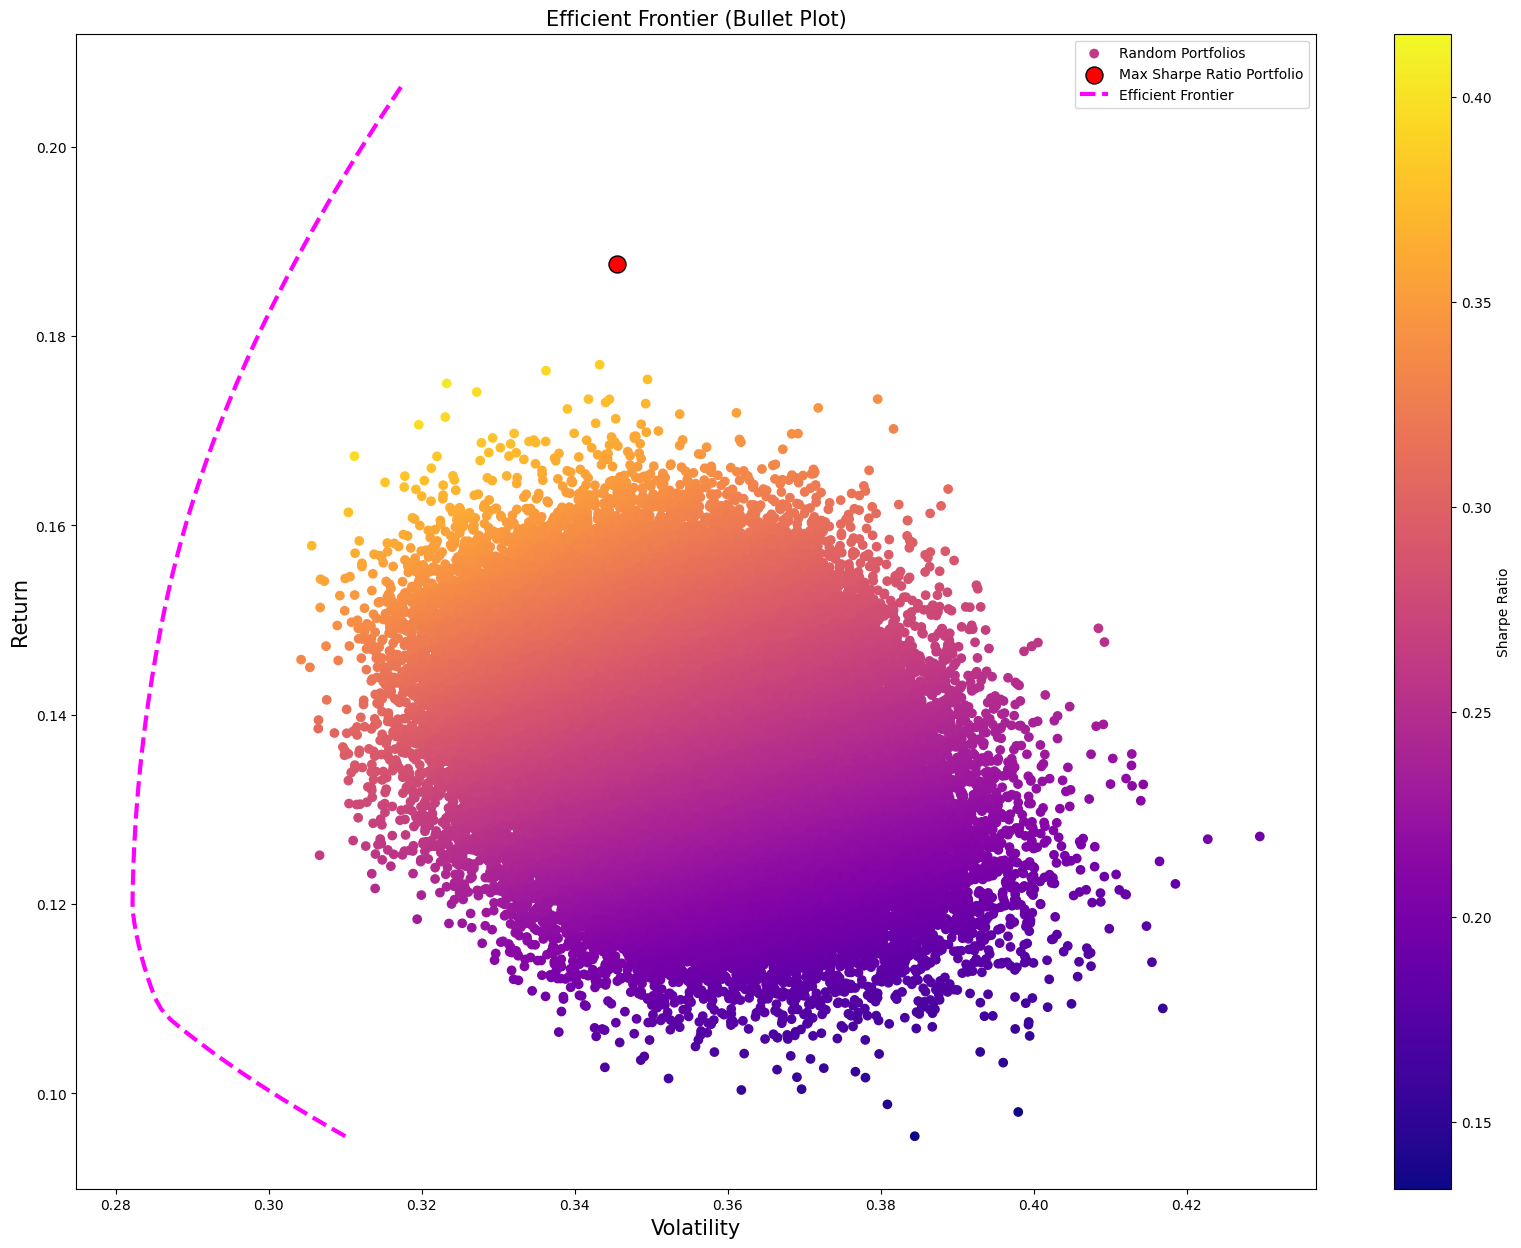 Efficient Frontier (Bullet Plot)
Random Portfolios
Max Sharpe Ratio Portfolio
Efficient Frontier
Return
0.20
0.18
0.16
0.14
0.12
0.10
0.28 0.30 0.32 0.34 0.36 0.38 0.40 0.42
Volatility
0.40
0.35
0.30
0.25
0.20
0.15
Sharpe Ratio